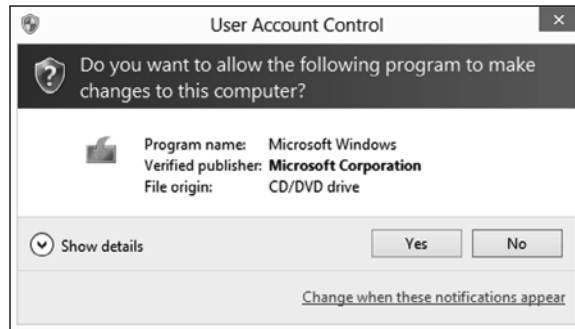 User Account Control
Do you want to allow the following program to make
changes to this computer?
Program name: Microsoft Windows
Verified publisher: Microsoft Corporation
File origin: CD/DVD drive
Show details
Yes No
Change when these notifications appear